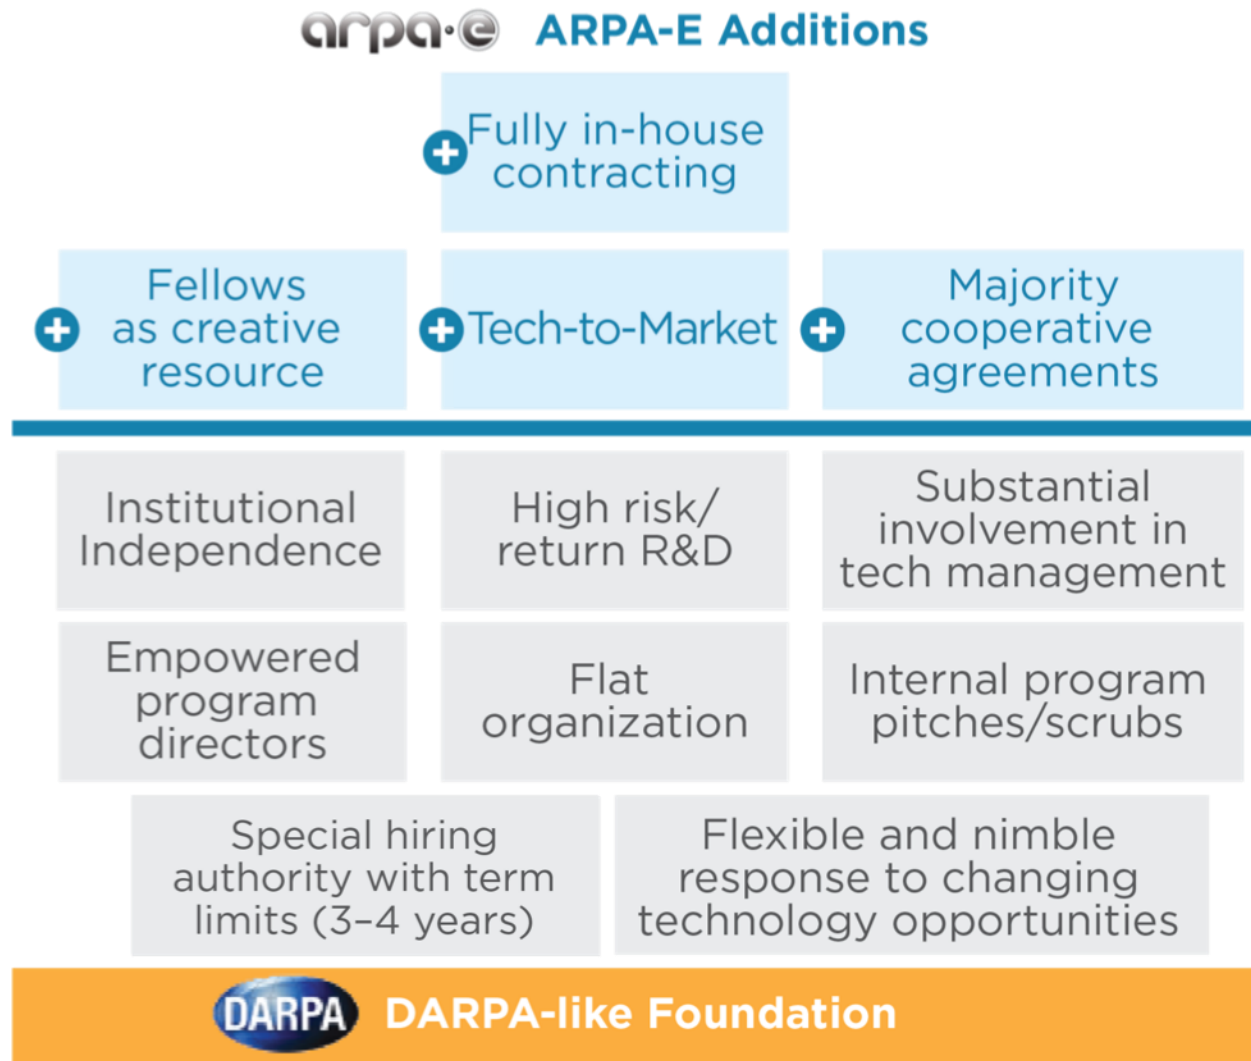 arpa·e ARPA-E Additions
Fully in-house
contracting
Fellows
as creative
resource
Tech-to-Market
Majority
cooperative
agreements
Institutional
Independence
High risk/
return R&D
Substantial
involvement in
tech management
Empowered
program
directors
Flat
organization
Internal program
pitches/scrubs
Special hiring
authority with term
limits (3–4 years)
Flexible and nimble
response to changing
technology opportunities
DARPA DARPA-like Foundation